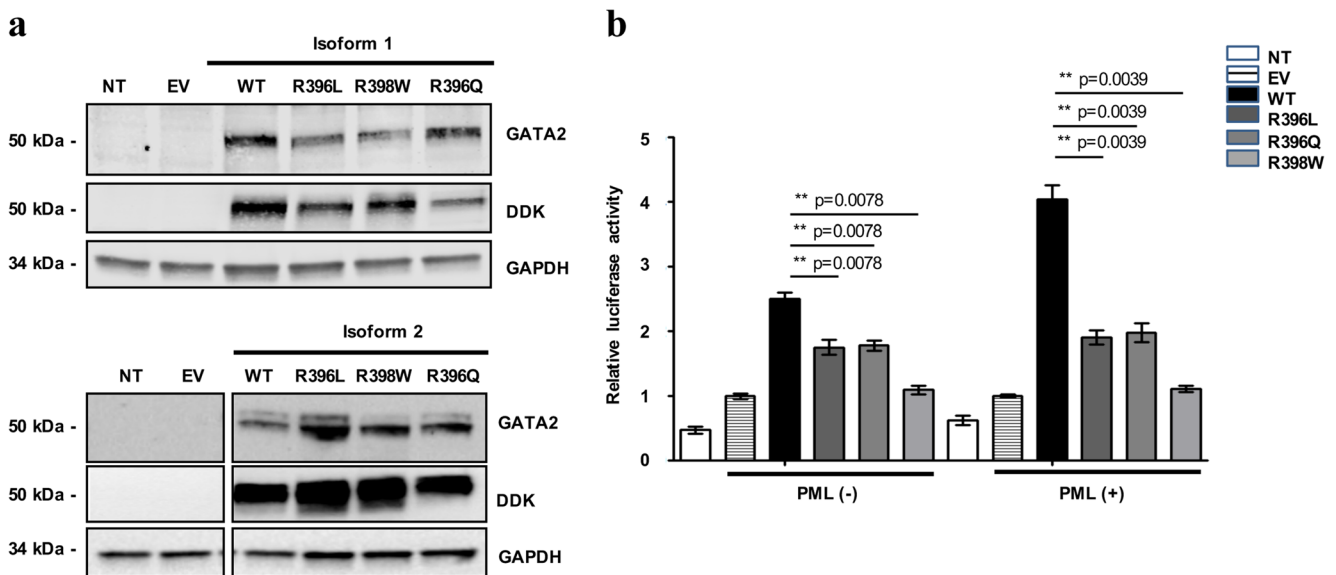 a
Isoform 1
NT EV WT R396L R398W R396Q
50 kDa - GATA2
50 kDa - DDK
34 kDa - GAPDH
Isoform 2
NT EV WT R396L R398W R396Q
50 kDa - GATA2
50 kDa - DDK
34 kDa - GAPDH
b
NT
EV
WT
R396L
R396Q
R398W
** p=0.0039
** p=0.0039
** p=0.0039
** p=0.0078
** p=0.0078
** p=0.0078
Relative luciferase activity
5
4
3
2
1
0
PML (-) PML (+)